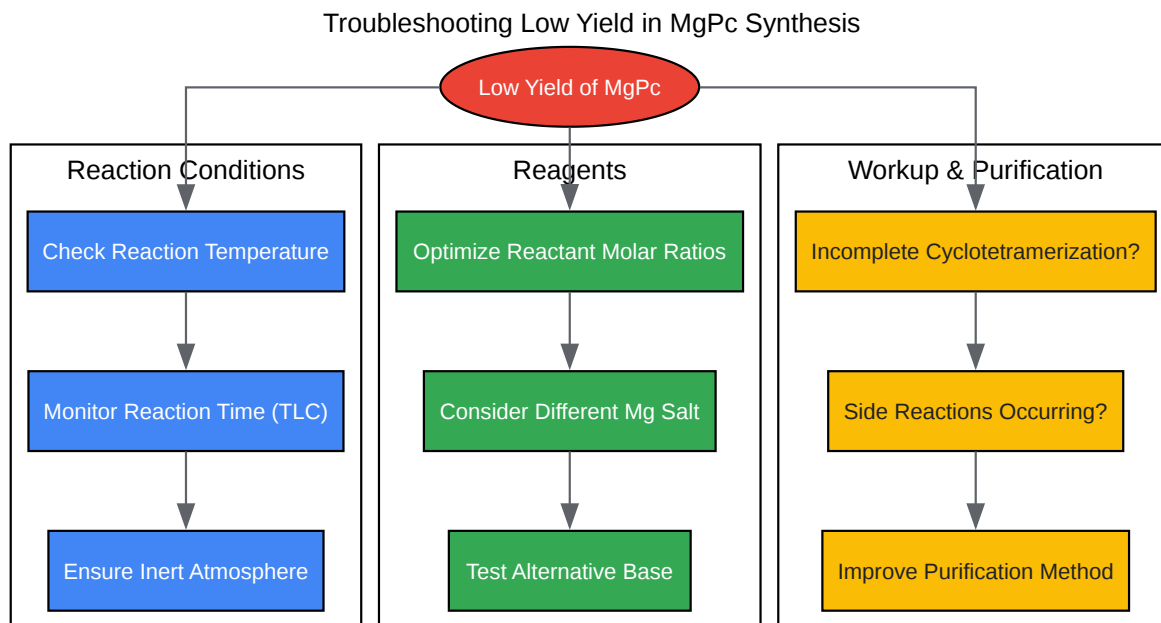 Troubleshooting Low Yield in MgPc Synthesis
Low Yield of MgPc
Reaction Conditions
Check Reaction Temperature
Monitor Reaction Time (TLC)
Ensure Inert Atmosphere
Reagents
Optimize Reactant Molar Ratios
Consider Different Mg Salt
Test Alternative Base
Workup & Purification
Incomplete Cyclotetramerization?
Side Reactions Occurring?
Improve Purification Method